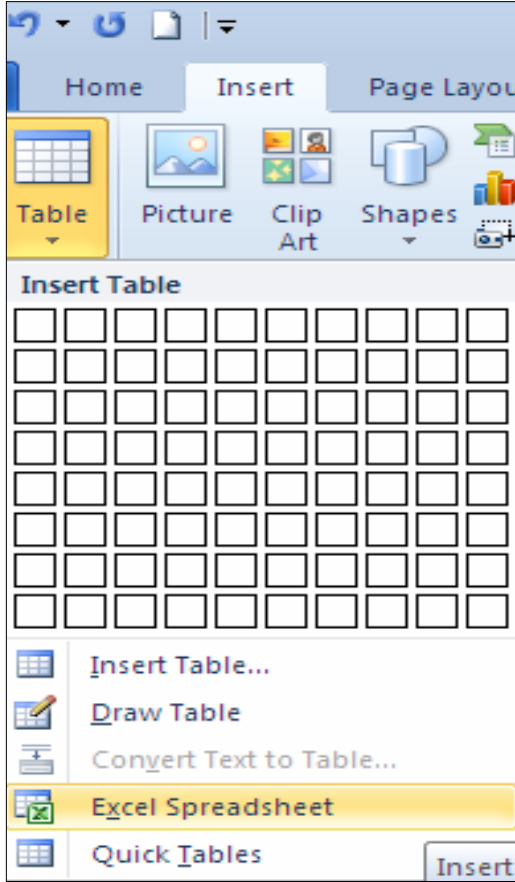 Home Insert Page Layou
Table Picture Clip Art Shapes
Insert Table
Insert Table...
Draw Table
Convert Text to Table...
Excel Spreadsheet
Quick Tables
Insert